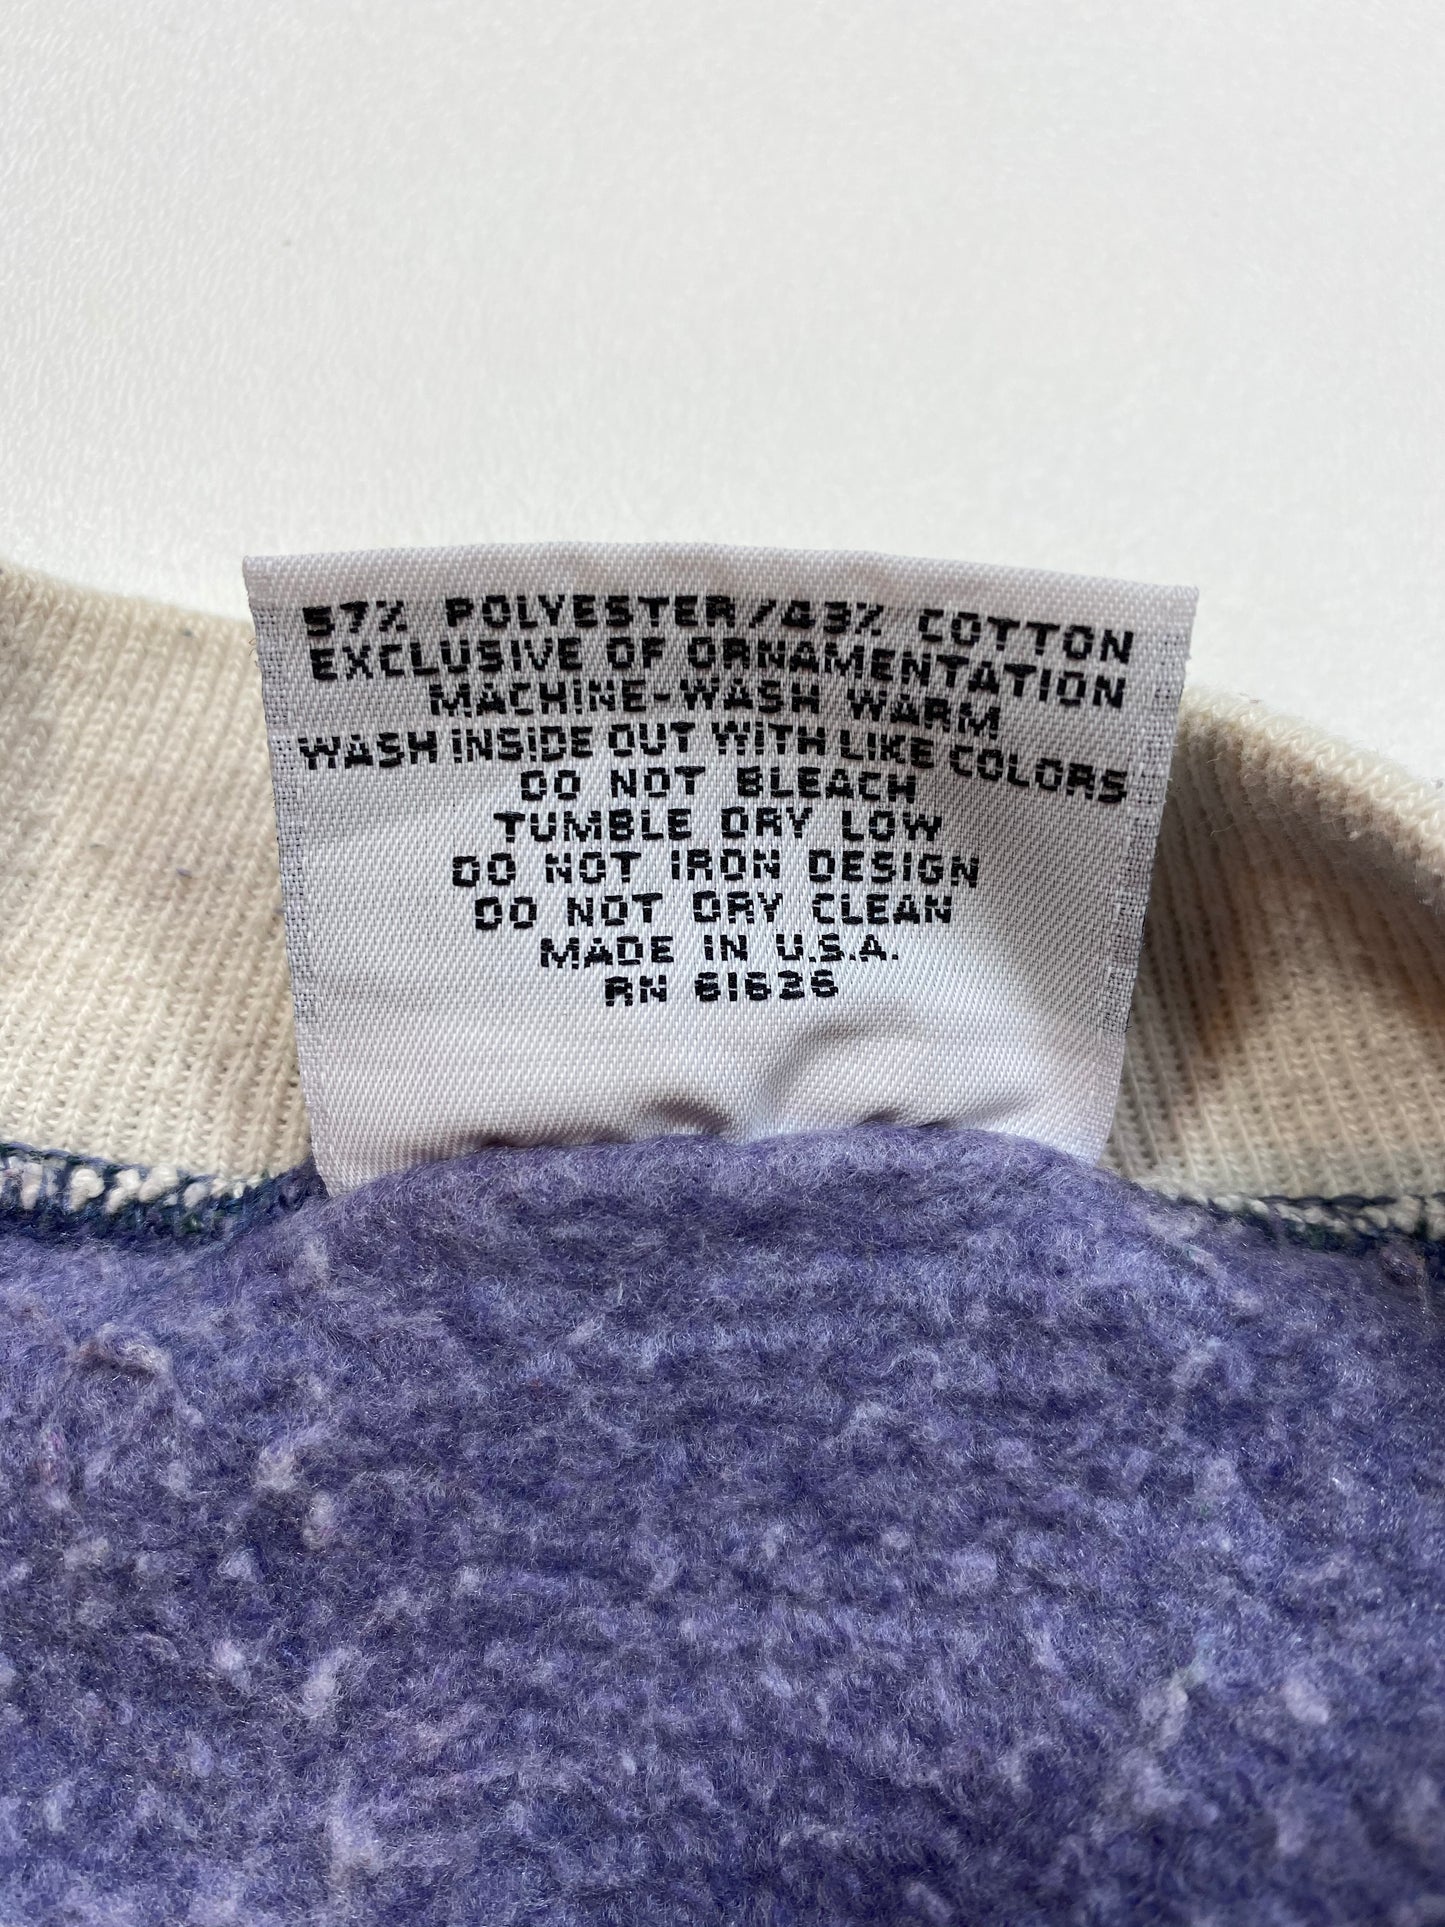 57% POLYESTER/43% COTTON
EXCLUSIVE OF ORNAMENTATION
MACHINE-WASH WARM
WASH INSIDE OUT WITH LIKE COLORS
DO NOT BLEACH
TUMBLE DRY LOW
DO NOT IRON DESIGN
DO NOT DRY CLEAN
MADE IN U.S.A.
RN 61626